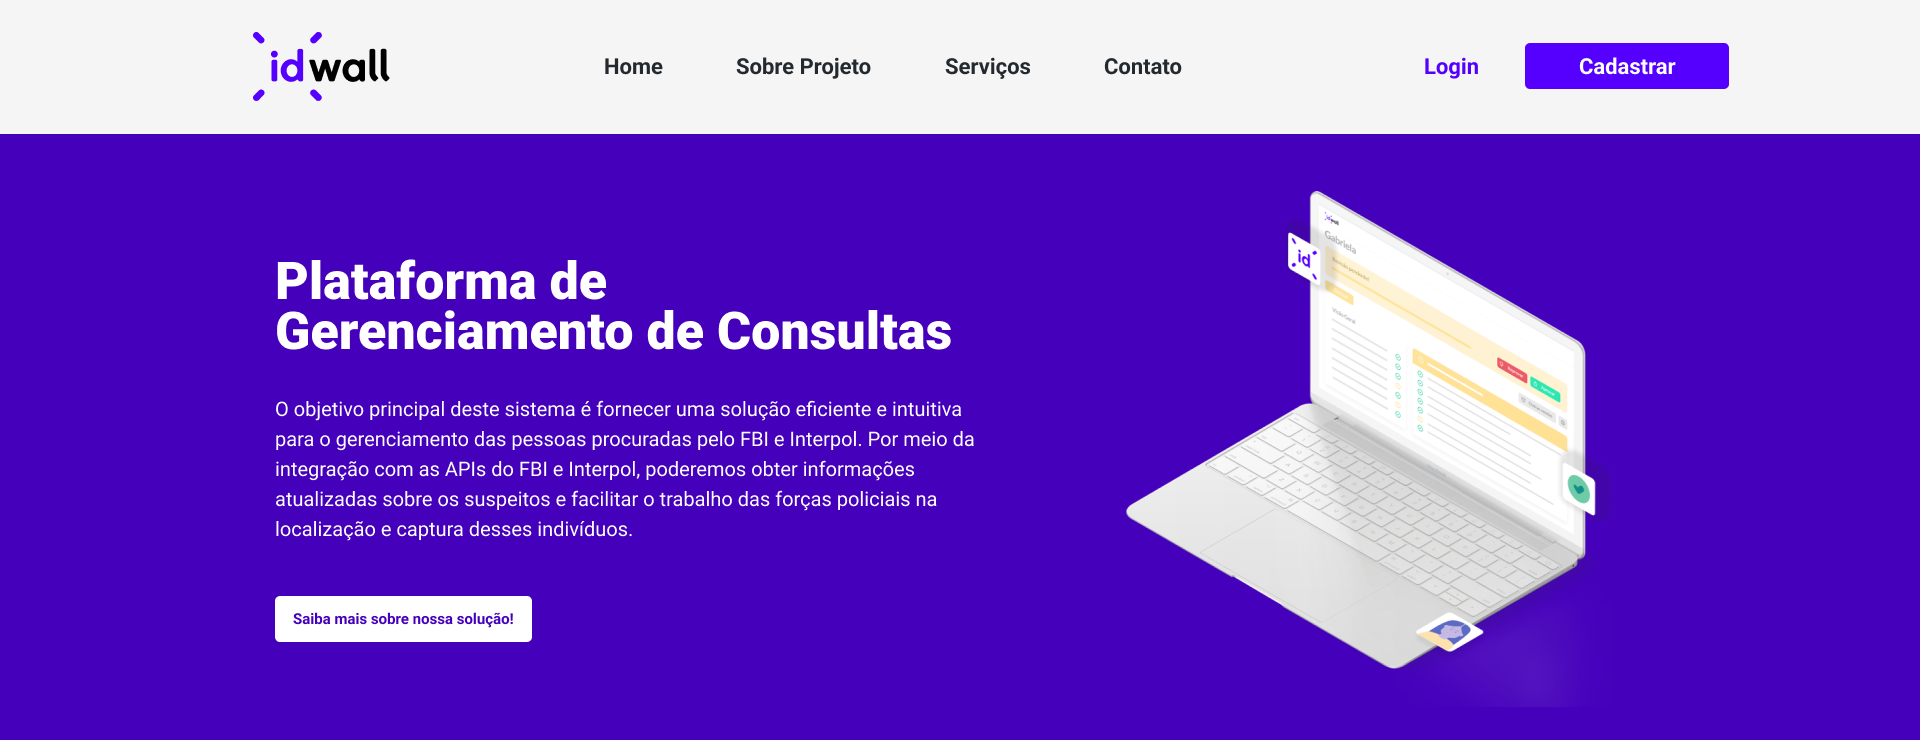 idwall
Home
Sobre Projeto
Serviços
Contato
Login
Cadastrar
Plataforma de
Gerenciamento de Consultas
O objetivo principal deste sistema é fornecer uma solução eficiente e intuitiva
para o gerenciamento das pessoas procuradas pelo FBI e Interpol. Por meio da
integração com as APIs do FBI e Interpol, poderemos obter informações
atualizadas sobre os suspeitos e facilitar o trabalho das forças policiais na
localização e captura desses indivíduos.
Saiba mais sobre nossa solução!
idwall
Gabriela
id
Visão Geral